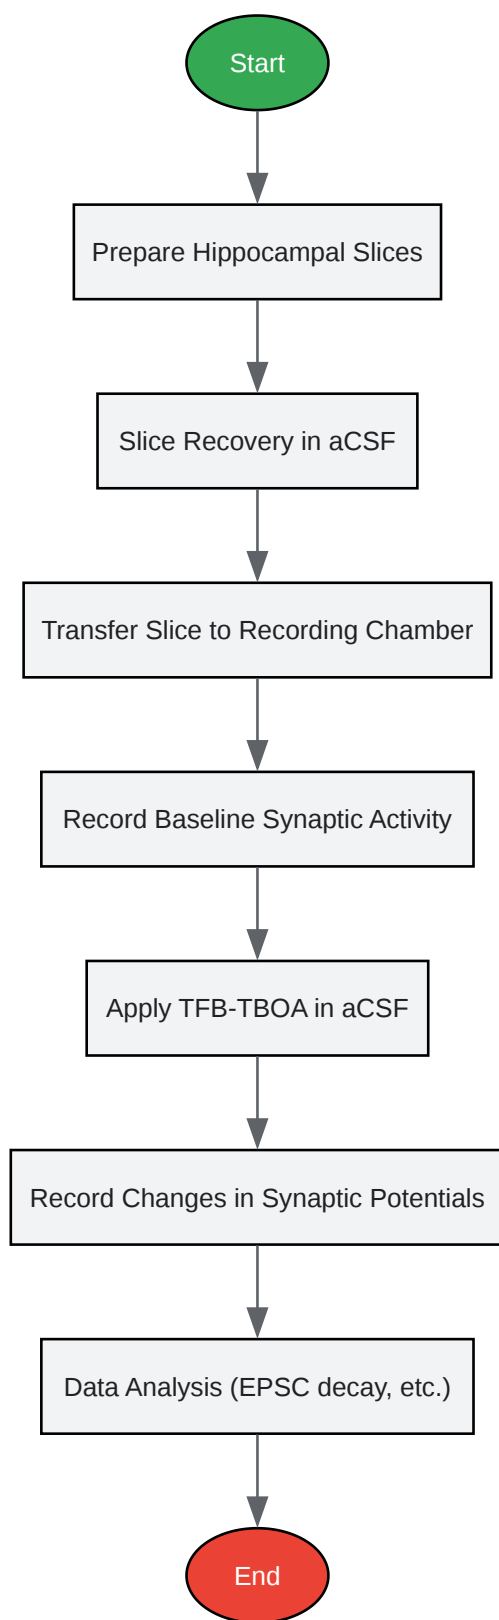 Start
Prepare Hippocampal Slices
Slice Recovery in aCSF
Transfer Slice to Recording Chamber
Record Baseline Synaptic Activity
Apply TFB-TBOA in aCSF
Record Changes in Synaptic Potentials
Data Analysis (EPSC decay, etc.)
End